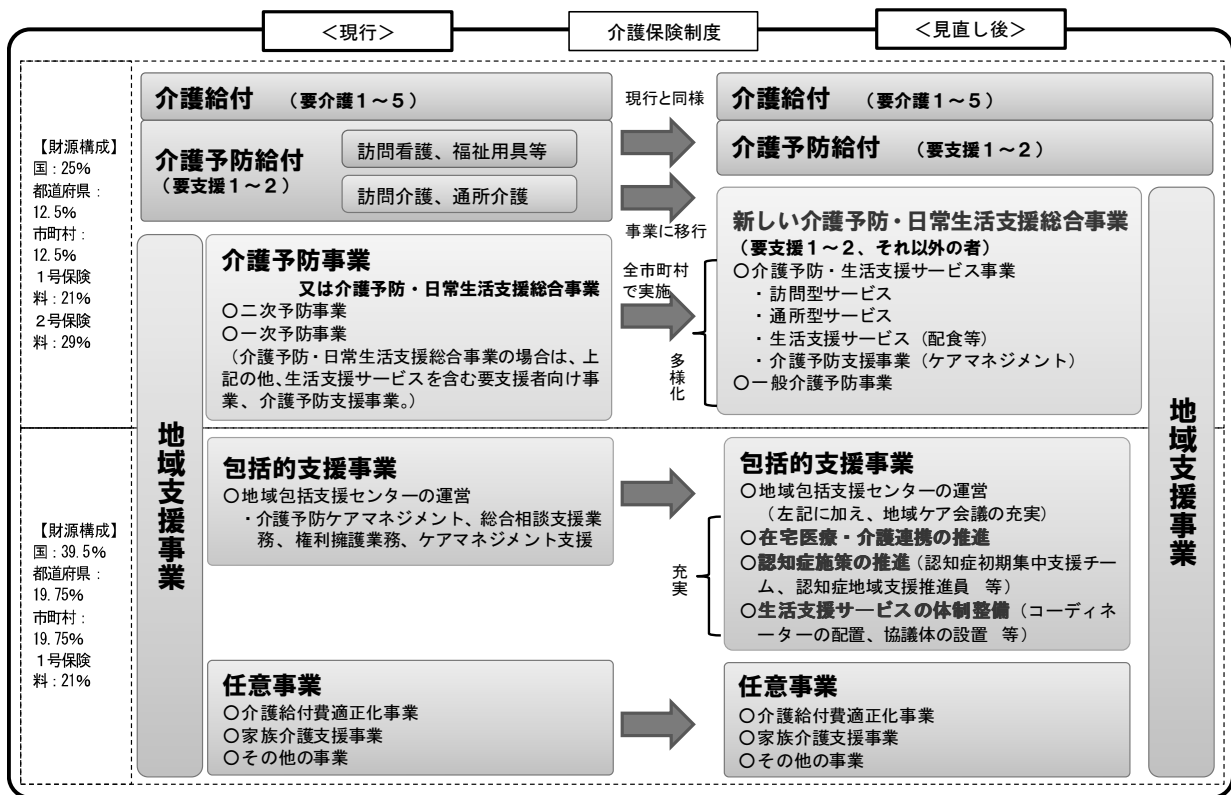 ＜現行＞
介護保険制度
＜見直し後＞
【財源構成】
国：25%
都道府県：
12.5%
市町村：
12.5%
１号保険
料：21%
２号保険
料：29%
介護給付　（要介護１～５）
介護予防給付
（要支援１～２）
訪問看護、福祉用具等
訪問介護、通所介護
現行と同様
事業に移行
全市町村
で実施
多様化
介護給付　（要介護１～５）
介護予防給付　（要支援１～２）
介護予防事業
又は介護予防・日常生活支援総合事業
○二次予防事業
○一次予防事業
（介護予防・日常生活支援総合事業の場合は、上
記の他、生活支援サービスを含む要支援者向け事
業、介護予防支援事業。）
新しい介護予防・日常生活支援総合事業
（要支援１～２、それ以外の者）
○介護予防・生活支援サービス事業
・訪問型サービス
・通所型サービス
・生活支援サービス（配食等）
・介護予防支援事業（ケアマネジメント）
○一般介護予防事業
地域支援事業
地域支援事業
【財源構成】
国：39.5%
都道府県：
19.75%
市町村：
19.75%
１号保険
料：21%
包括的支援事業
○地域包括支援センターの運営
・介護予防ケアマネジメント、総合相談支援業
務、権利擁護業務、ケアマネジメント支援
充実
包括的支援事業
○地域包括支援センターの運営
（左記に加え、地域ケア会議の充実）
○在宅医療・介護連携の推進
○認知症施策の推進（認知症初期集中支援チー
ム、認知症地域支援推進員　等）
○生活支援サービスの体制整備（コーディネ
ーターの配置、協議体の設置　等）
任意事業
○介護給付費適正化事業
○家族介護支援事業
○その他の事業
任意事業
○介護給付費適正化事業
○家族介護支援事業
○その他の事業